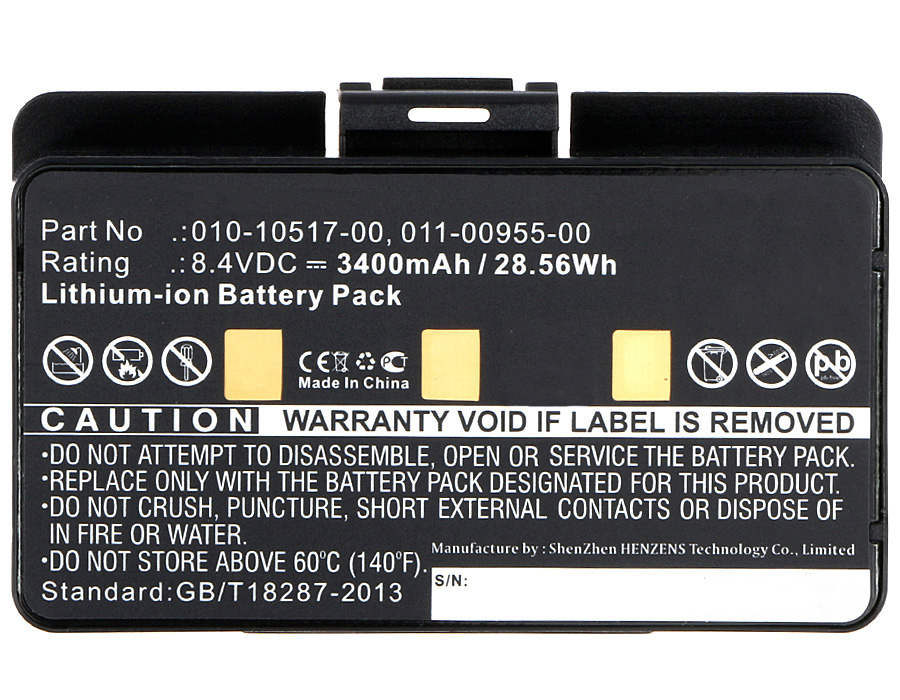 Part No .:010-10517-00, 011-00955-00
Rating .:8.4VDC ⎓ 3400mAh / 28.56Wh
Lithium-ion Battery Pack
CE PCT
Made In China
Pb
CAUTION WARRANTY VOID IF LABEL IS REMOVED
•DO NOT ATTEMPT TO DISASSEMBLE, OPEN OR SERVICE THE BATTERY PACK.
•REPLACE ONLY WITH THE BATTERY PACK DESIGNATED FOR THIS PRODUCT.
•DO NOT CRUSH, PUNCTURE, SHORT EXTERNAL CONTACTS OR DISPOSE OF
IN FIRE OR WATER.
•DO NOT STORE ABOVE 60°C (140°F).
Manufacture by : ShenZhen HENZENS Technology Co., Limited
Standard:GB/T18287-2013
S/N: